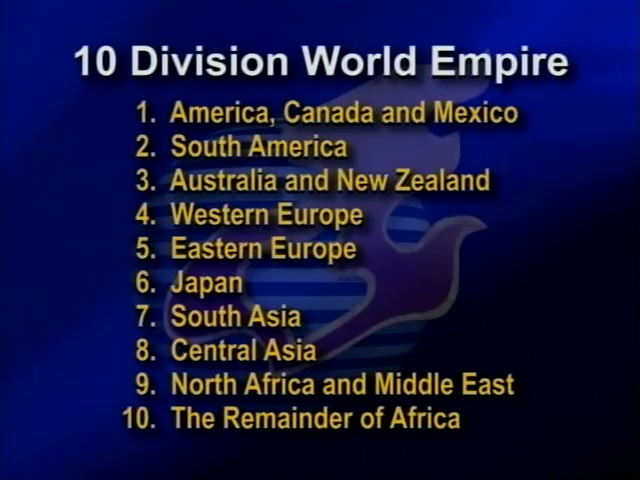 10 Division World Empire
1. America, Canada and Mexico
2. South America
3. Australia and New Zealand
4. Western Europe
5. Eastern Europe
6. Japan
7. South Asia
8. Central Asia
9. North Africa and Middle East
10. The Remainder of Africa